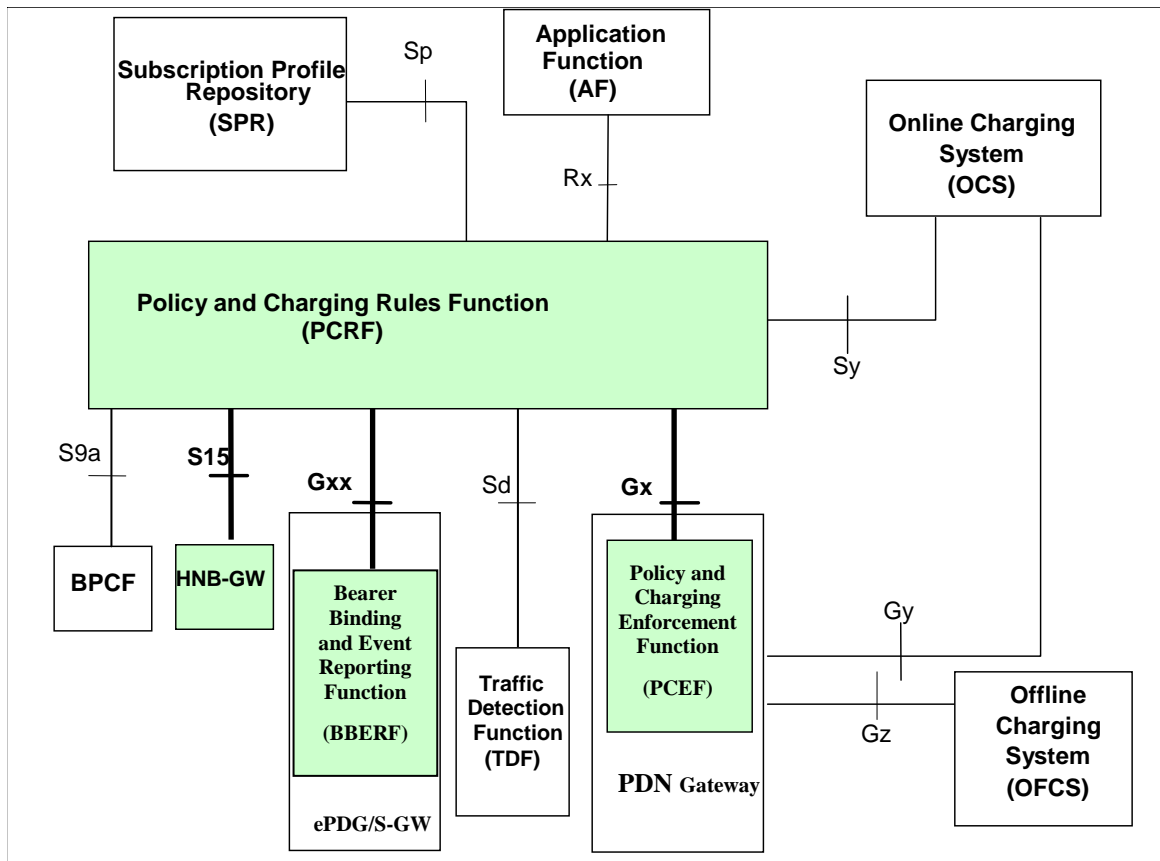 Subscription Profile
Repository
(SPR)
Sp
Application
Function
(AF)
Rx
Online Charging
System
(OCS)
Policy and Charging Rules Function
(PCRF)
Sy
S9a
S15
Gxx
Sd
Gx
BPCF
HNB-GW
Bearer
Binding
and Event
Reporting
Function
(BBERF)
ePDG/S-GW
Traffic
Detection
Function
(TDF)
Policy and
Charging
Enforcement
Function
(PCEF)
PDN Gateway
Gy
Gz
Offline
Charging
System
(OFCS)